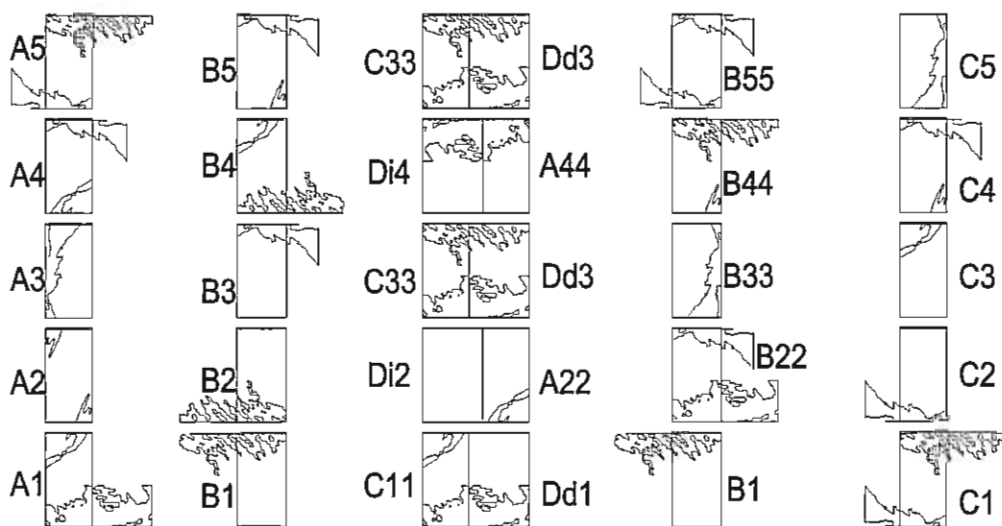 A5 B5 C33 Dd3 B55 C5
A4 B4 Di4 A44 B44 C4
A3 B3 C33 Dd3 B33 C3
A2 B2 Di2 A22 B22 C2
A1 B1 C11 Dd1 B1 C1